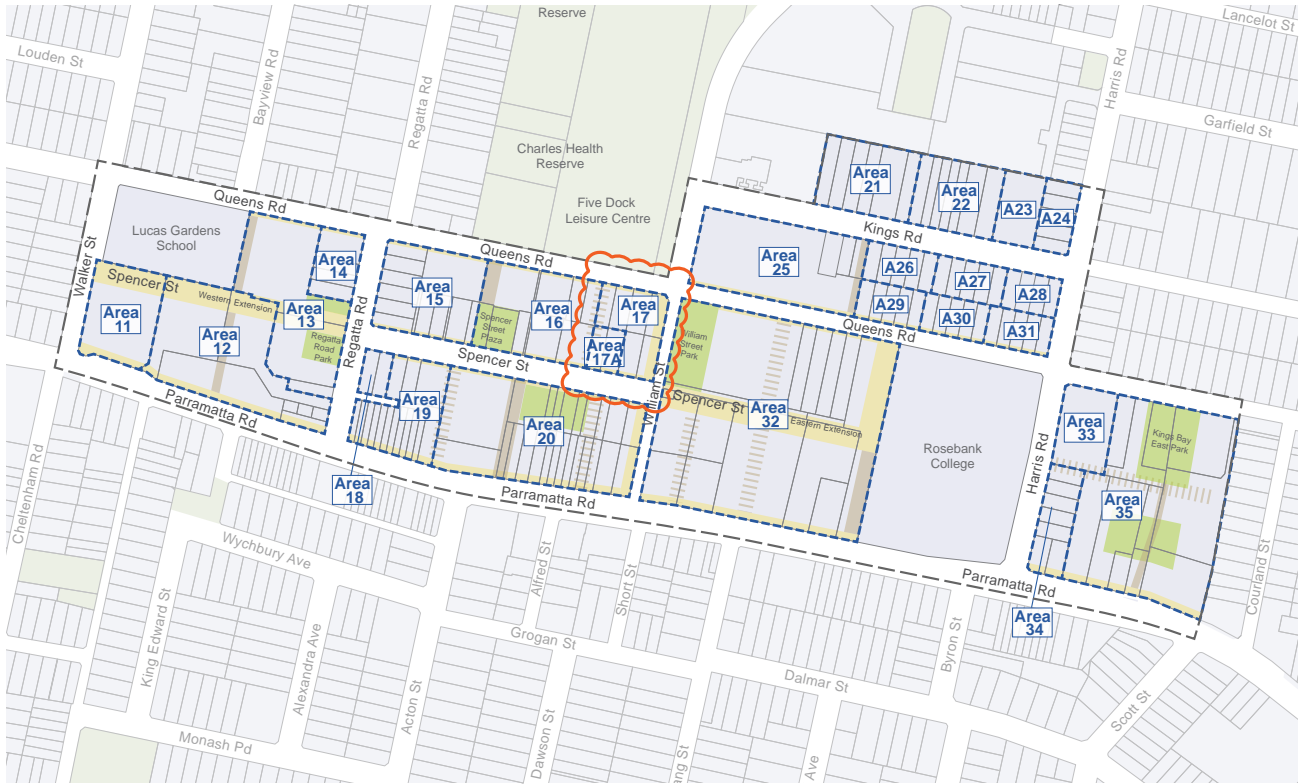 Reserve
Lancelot St
Louden St
Bayview Rd
Regatta Rd
Harris Rd
Garfield St
Charles Health
Reserve
Five Dock
Leisure Centre
Area
21
Area
22
A23
A24
Queens Rd
Lucas Gardens
School
Walker St
Kings Rd
Queens Rd
Area
14
Area
25
A26
A27
A28
Spencer St
Western Extension
Area
15
Area
16
Area
17
A29
A30
A31
Area
11
Area
12
Area
13
Regatta
Road
Park
Regatta Rd
Spencer
Street
Plaza
Area
17A
William
Street
Park
Queens Rd
Spencer St
William St
Spencer St
Eastern Extension
Area
32
Area
19
Area
20
Area
33
Kings Bay
East Park
Parramatta Rd
Rosebank
College
Harris Rd
Area
18
Parramatta Rd
Area
35
Cheltenham Rd
Wychbury Ave
Alfred St
Short St
Parramatta Rd
Courland St
Area
34
King Edward St
Alexandra Ave
Grogan St
Byron St
Acton St
Dalmar St
Scott St
Monash Pd
Dawson St
ang St
Ave